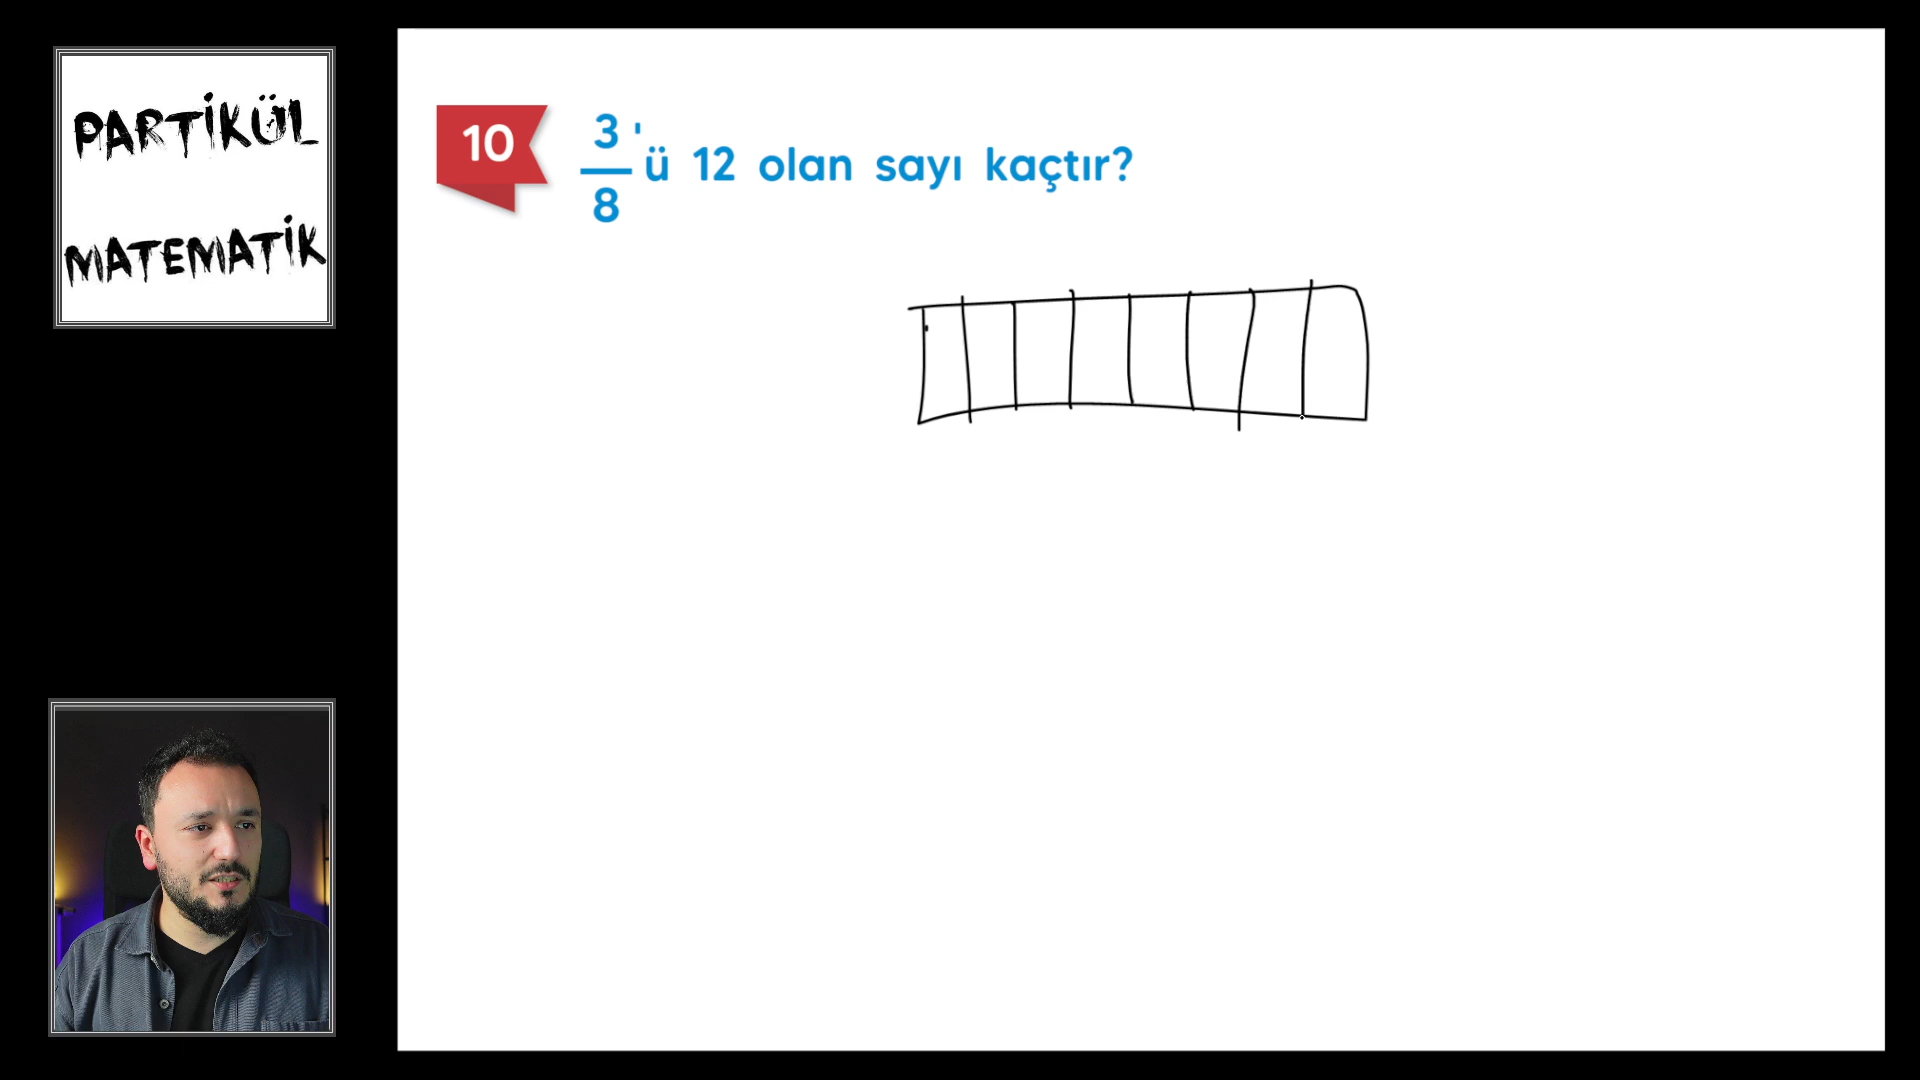 PARTİKÜL
MATEMATİK
10
3'
8
ü 12 olan sayı kaçtır?